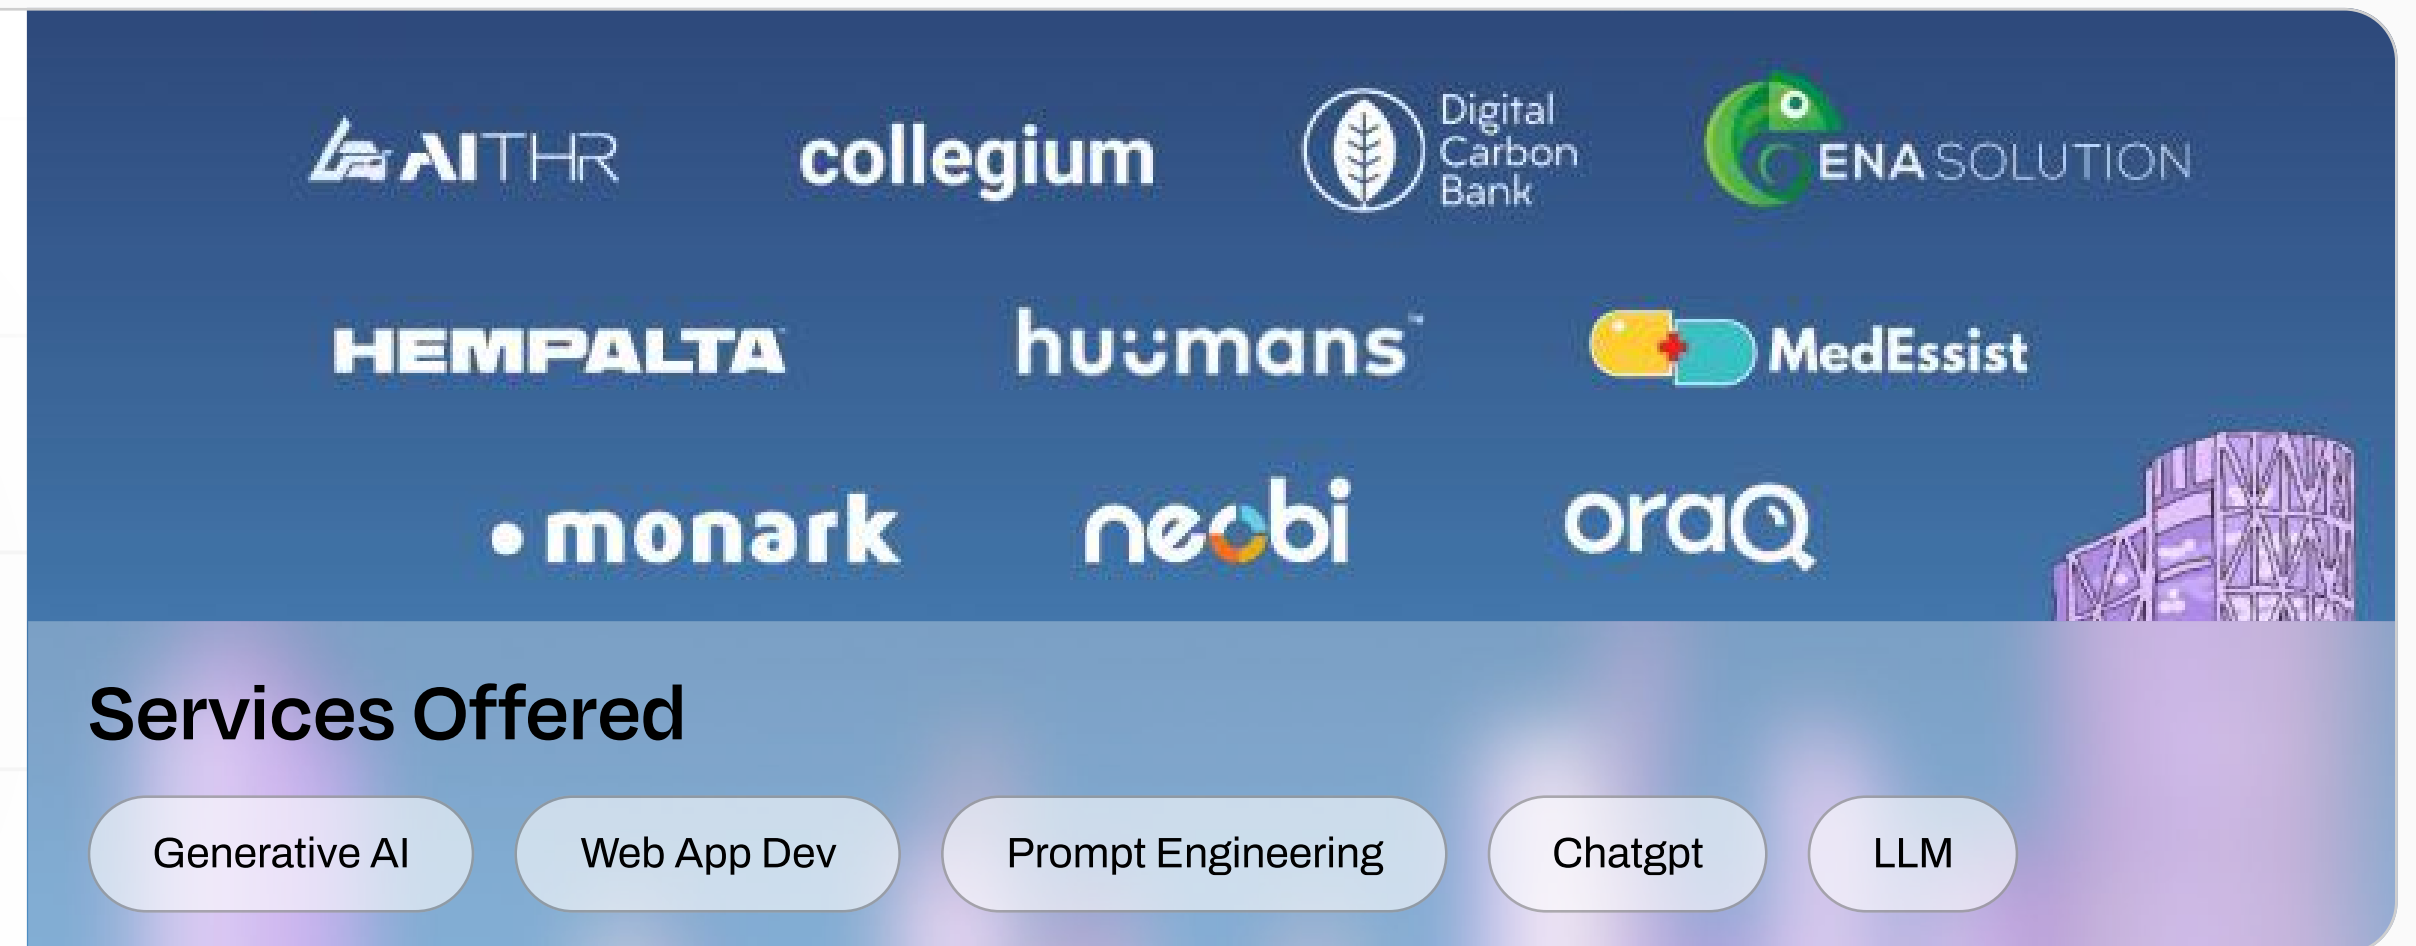 AITHR
collegium
Digital
Carbon
Bank
ENA SOLUTION
HEMPALTA
huumans™
MedEssist
monark
neobi
oraQ
Services Offered
Generative AI
Web App Dev
Prompt Engineering
Chatgpt
LLM